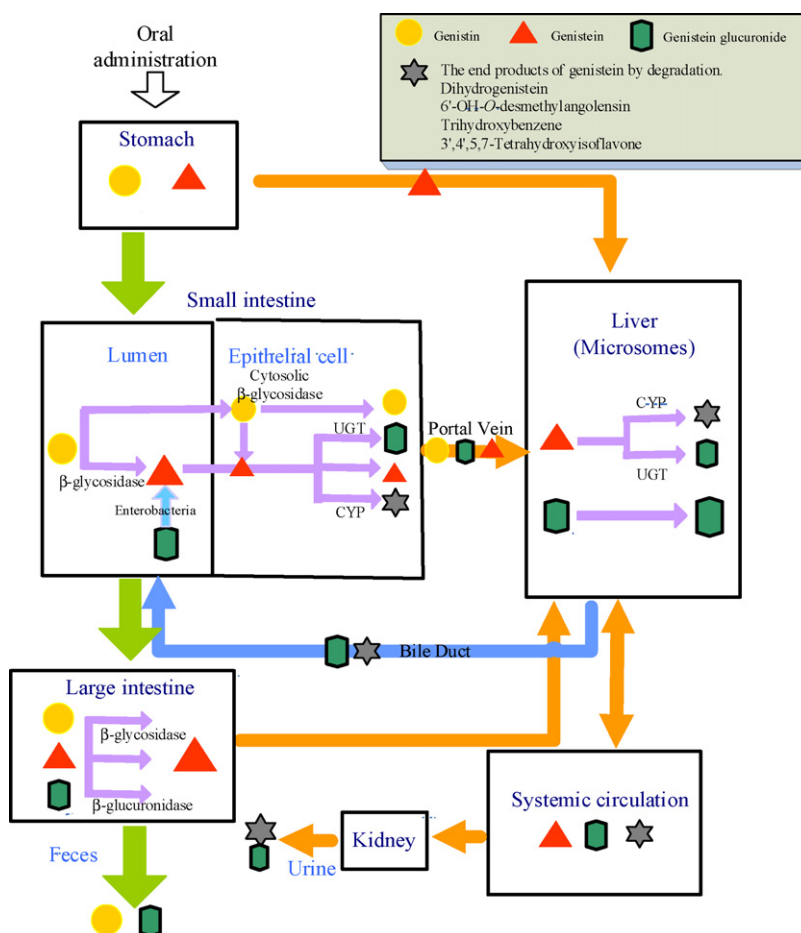 Oral
administration
Genistin
Genistein
Genistein glucuronide
The end products of genistein by degradation.
Dihydrogenistein
6'-OH-O-desmethylangolensin
Trihydroxybenzene
3',4',5,7-Tetrahydroxyisoflavone
Stomach
Small intestine
Lumen
Epithelial cell
Cytosolic
β-glycosidase
UGT
β-glycosidase
Enterobacteria
CYP
Portal Vein
Liver
(Microsomes)
CYP
UGT
Bile Duct
Large intestine
β-glycosidase
β-glucuronidase
Systemic circulation
Kidney
Urine
Feces